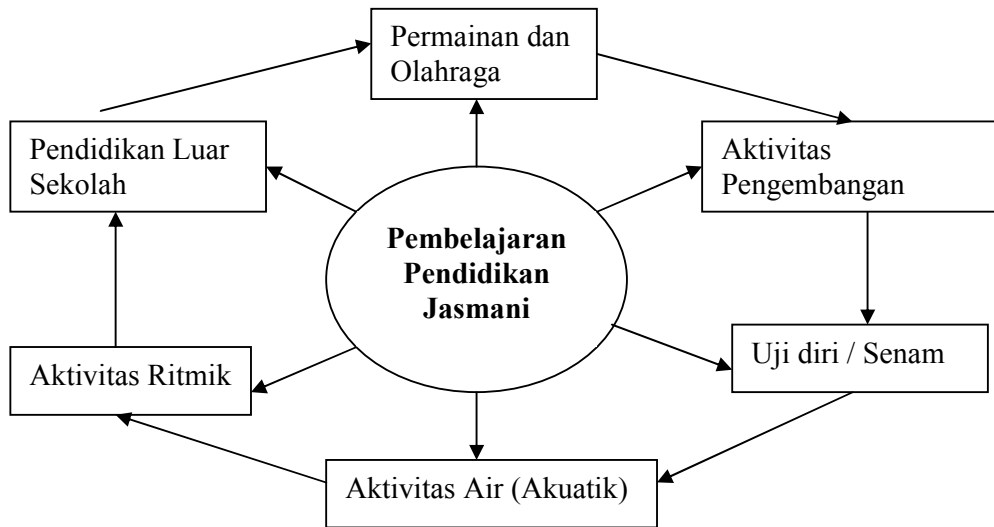 Permainan dan
Olahraga
Pendidikan Luar
Sekolah
Aktivitas
Pengembangan
Pembelajaran
Pendidikan
Jasmani
Aktivitas Ritmik
Uji diri / Senam
Aktivitas Air (Akuatik)